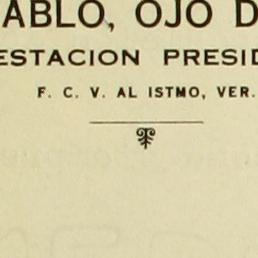 ABLO, OJO D
ESTACION PRESID
F. C. V. AL ISTMO, VER.